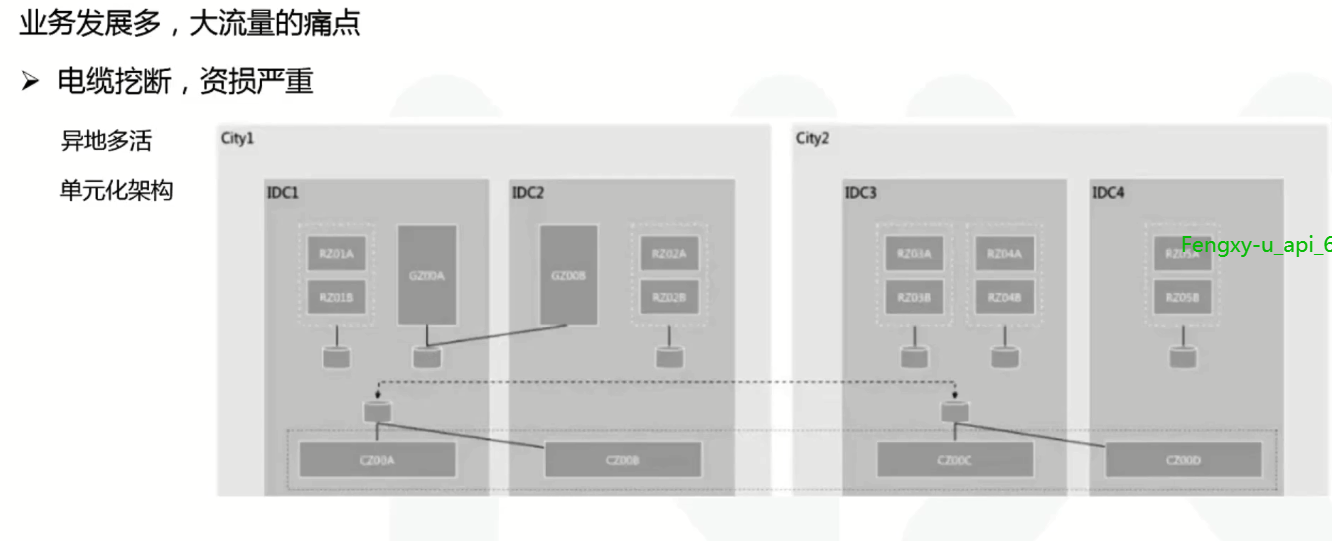 业务发展多，大流量的痛点
➢ 电缆挖断，资损严重
异地多活
单元化架构
City1
City2
IDC1
IDC2
IDC3
IDC4
RZ01A
GZ00A
GZ00B
RZ02A
RZ03A
RZ04A
RZ05A
Fengxy-u_api_6
RZ01B
RZ02B
RZ03B
RZ04B
RZ05B
CZ00A
CZ00B
CZ00C
CZ00D